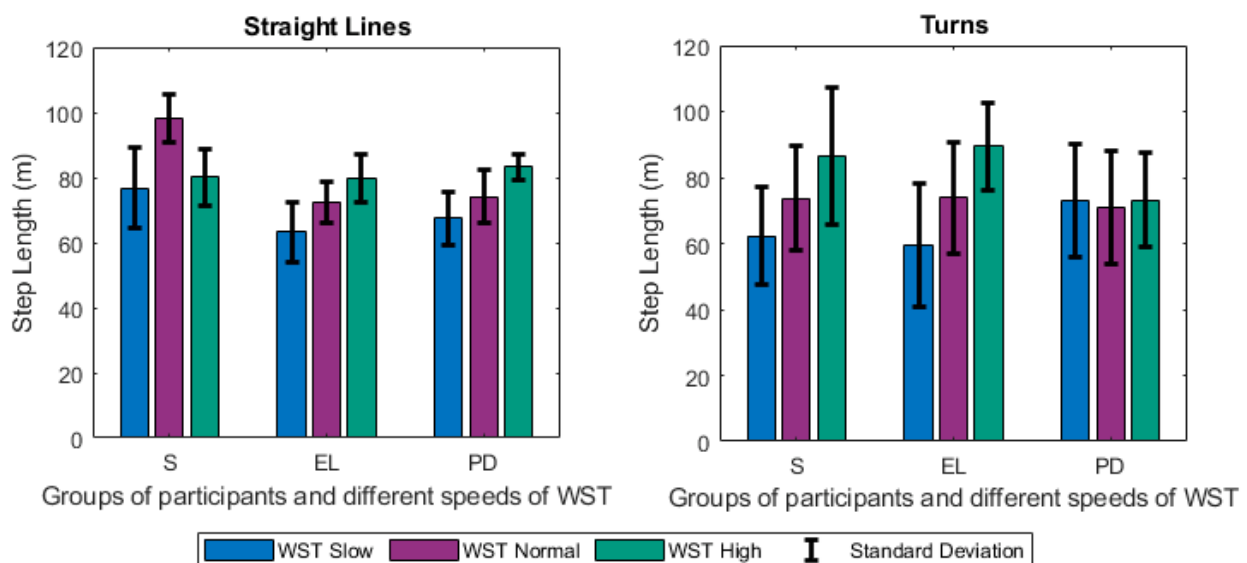 Straight Lines
120
100
80
60
40
20
0
Step Length (m)
S EL PD
Groups of participants and different speeds of WST
Turns
120
100
80
60
40
20
0
Step Length (m)
S EL PD
Groups of participants and different speeds of WST
WST Slow WST Normal WST High Standard Deviation